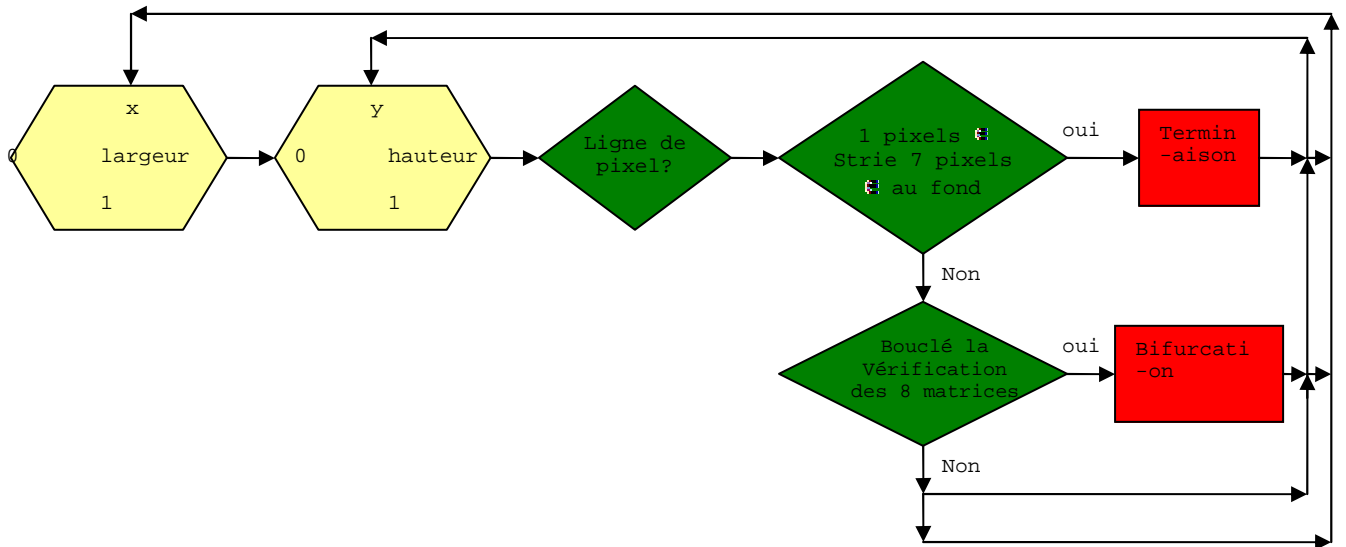 x
0 largeur
1
y
0 hauteur
1
Ligne de
pixel?
1 pixels
Strie 7 pixels
au fond
oui
Termin
-aison
Non
Bouclé la
Vérification
des 8 matrices
oui
Bifurcati
-on
Non